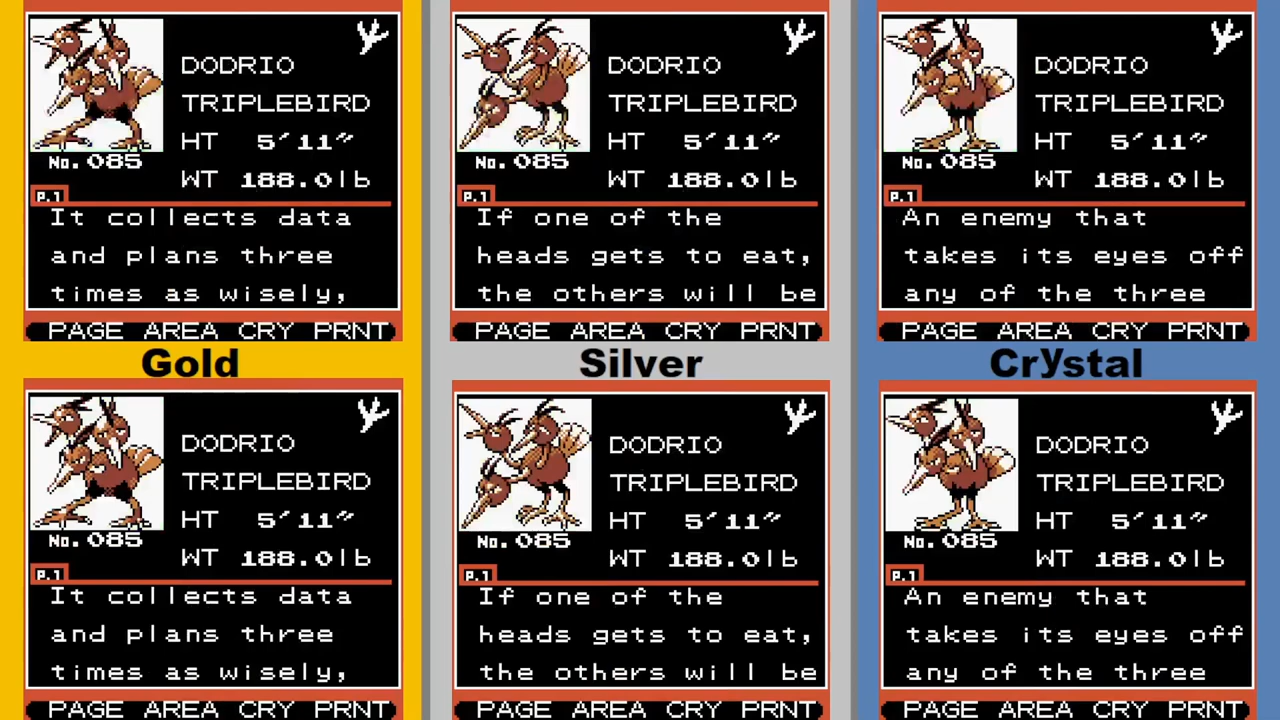 DODRIO
TRIPLEBIRD
HT 5′11″
No.085
WT 188.0lb
P.1
It collects data
and plans three
times as wisely,
PAGE AREA CRY PRNT
DODRIO
TRIPLEBIRD
HT 5′11″
No.085
WT 188.0lb
P.1
If one of the
heads gets to eat,
the others will be
PAGE AREA CRY PRNT
DODRIO
TRIPLEBIRD
HT 5′11″
No.085
WT 188.0lb
P.1
An enemy that
takes its eyes off
any of the three
PAGE AREA CRY PRNT
Gold
Silver
Crystal
DODRIO
TRIPLEBIRD
HT 5′11″
No.085
WT 188.0lb
P.1
It collects data
and plans three
times as wisely,
PAGE AREA CRY PRNT
DODRIO
TRIPLEBIRD
HT 5′11″
No.085
WT 188.0lb
P.1
If one of the
heads gets to eat,
the others will be
PAGE AREA CRY PRNT
DODRIO
TRIPLEBIRD
HT 5′11″
No.085
WT 188.0lb
P.1
An enemy that
takes its eyes off
any of the three
PAGE AREA CRY PRNT